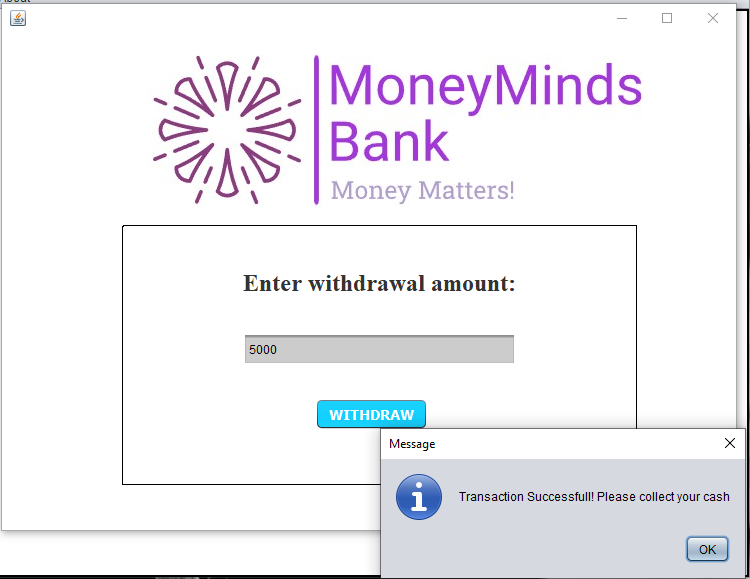 MoneyMinds
Bank
Money Matters!
Enter withdrawal amount:
5000
WITHDRAW
Message
Transaction Successfull! Please collect your cash
OK